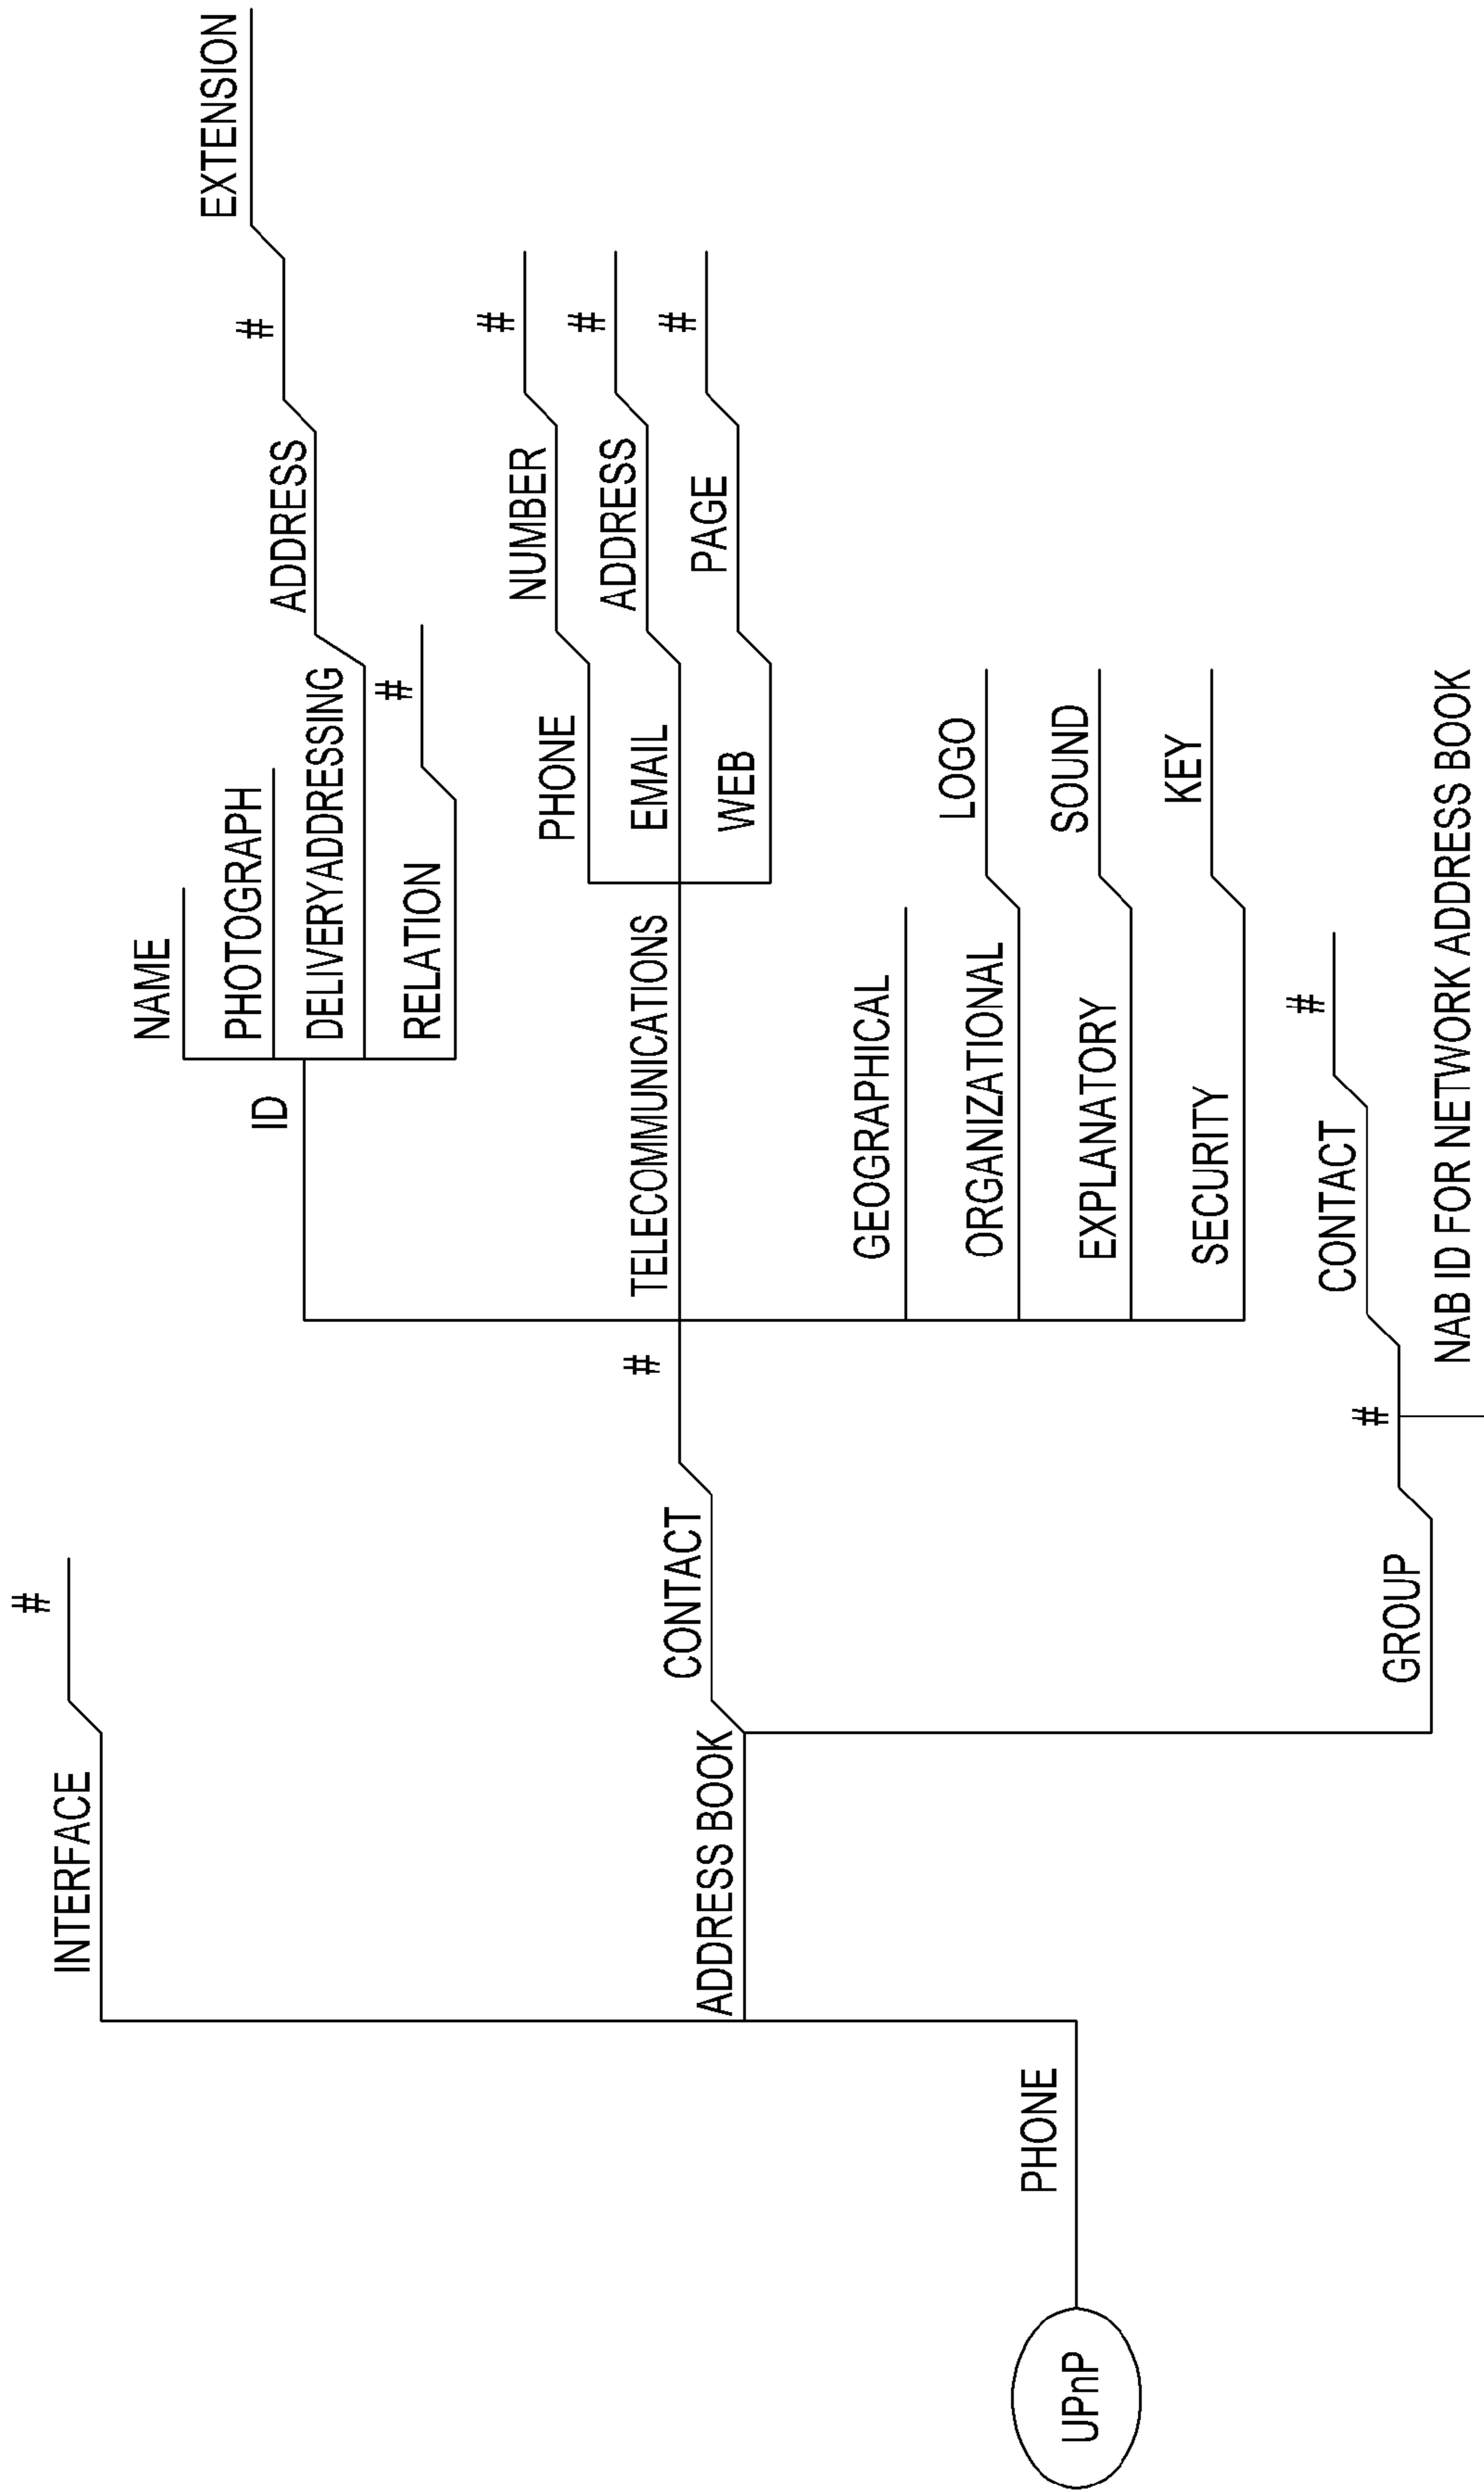 UPnP
PHONE
INTERFACE
#
ADDRESS BOOK
CONTACT
#
ID
NAME
PHOTOGRAPH
DELIVERYADDRESSING
ADDRESS
#
EXTENSION
RELATION
#
TELECOMMUNICATIONS
PHONE
NUMBER
#
EMAIL
ADDRESS
#
WEB
PAGE
#
GEOGRAPHICAL
ORGANIZATIONAL
LOGO
EXPLANATORY
SOUND
SECURITY
KEY
GROUP
#
CONTACT
#
NAB ID FOR NETWORK ADDRESS BOOK